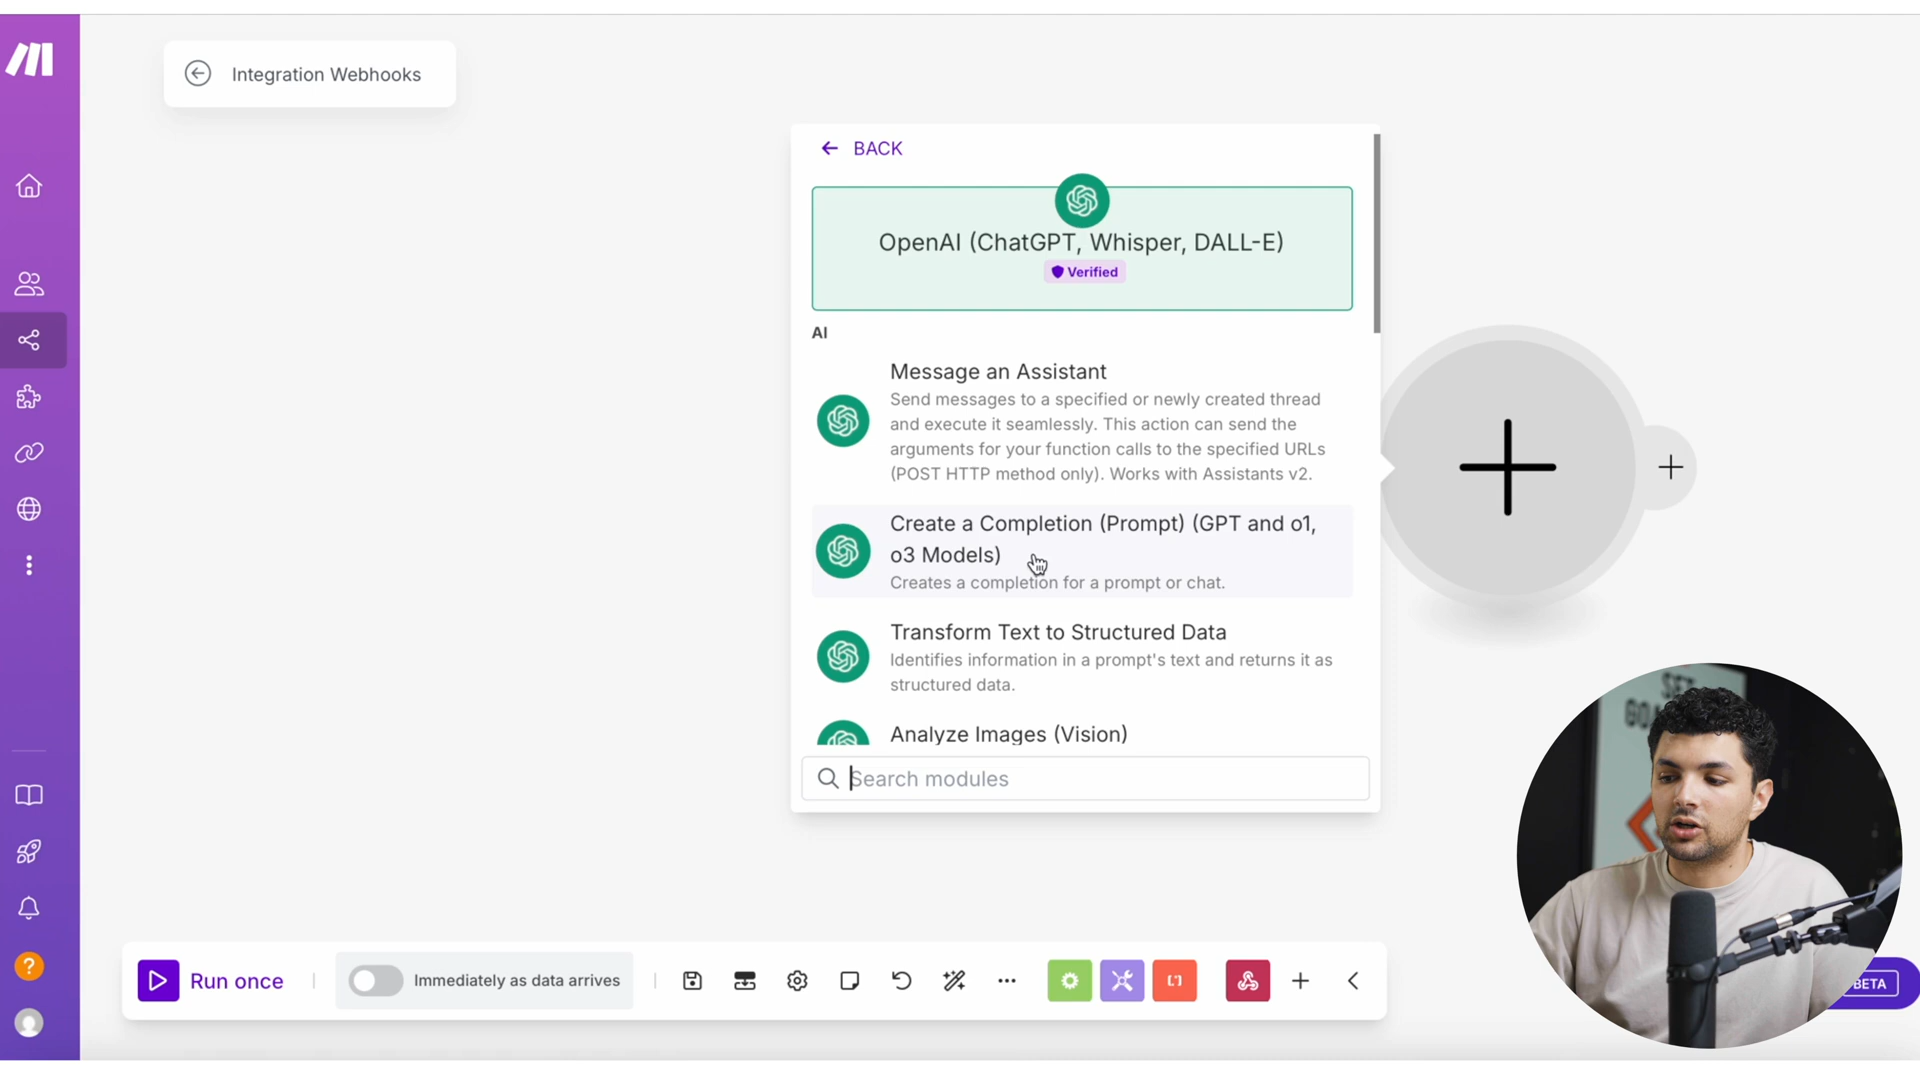 Integration Webhooks
BACK
OpenAI (ChatGPT, Whisper, DALL-E)
Verified
AI
Message an Assistant
Send messages to a specified or newly created thread
and execute it seamlessly. This action can send the
arguments for your function calls to the specified URLs
(POST HTTP method only). Works with Assistants v2.
Create a Completion (Prompt) (GPT and o1,
o3 Models)
Creates a completion for a prompt or chat.
Transform Text to Structured Data
Identifies information in a prompt's text and returns it as
structured data.
Analyze Images (Vision)
Search modules
SET
Run once
Immediately as data arrives
?
BETA